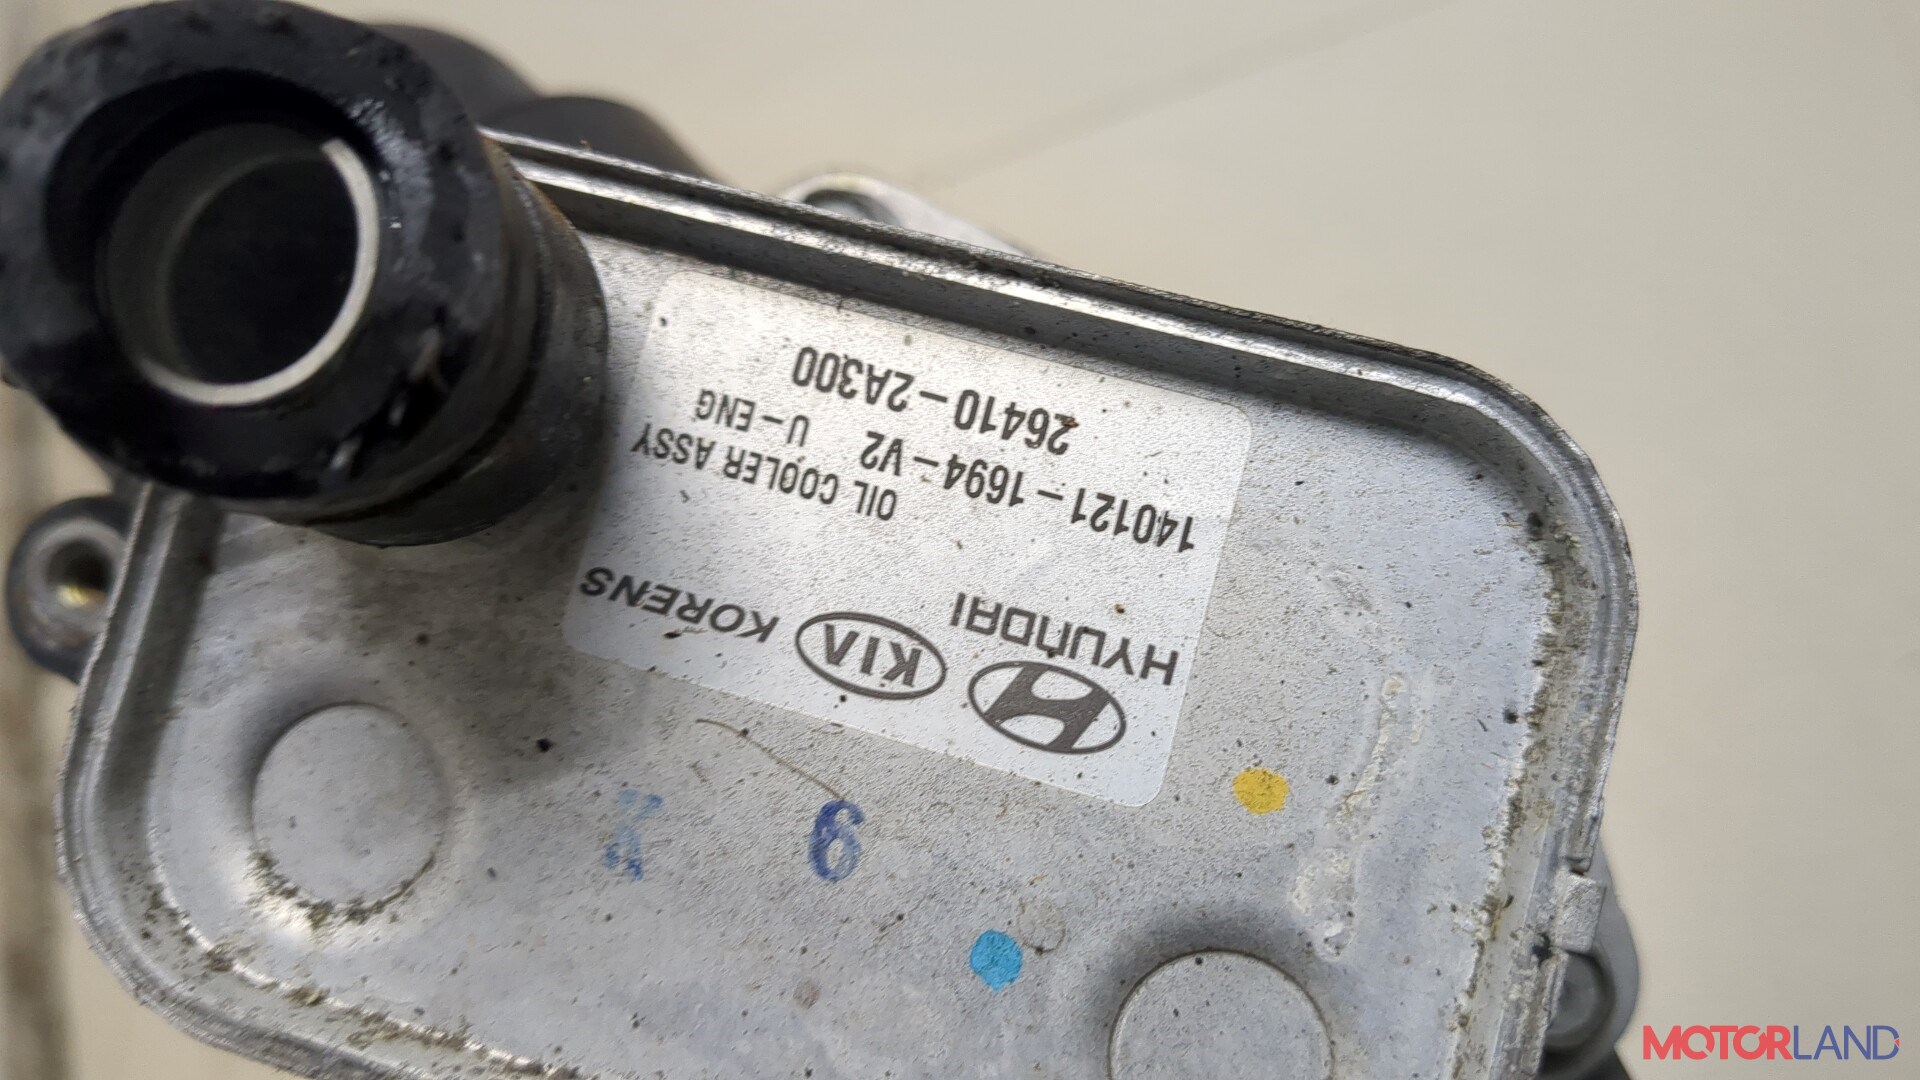 HYUNDAI KIA KORENS
140121-1694-V2
OIL COOLER ASSY
U-ENG
26410-2A300
9
MOTORLAND